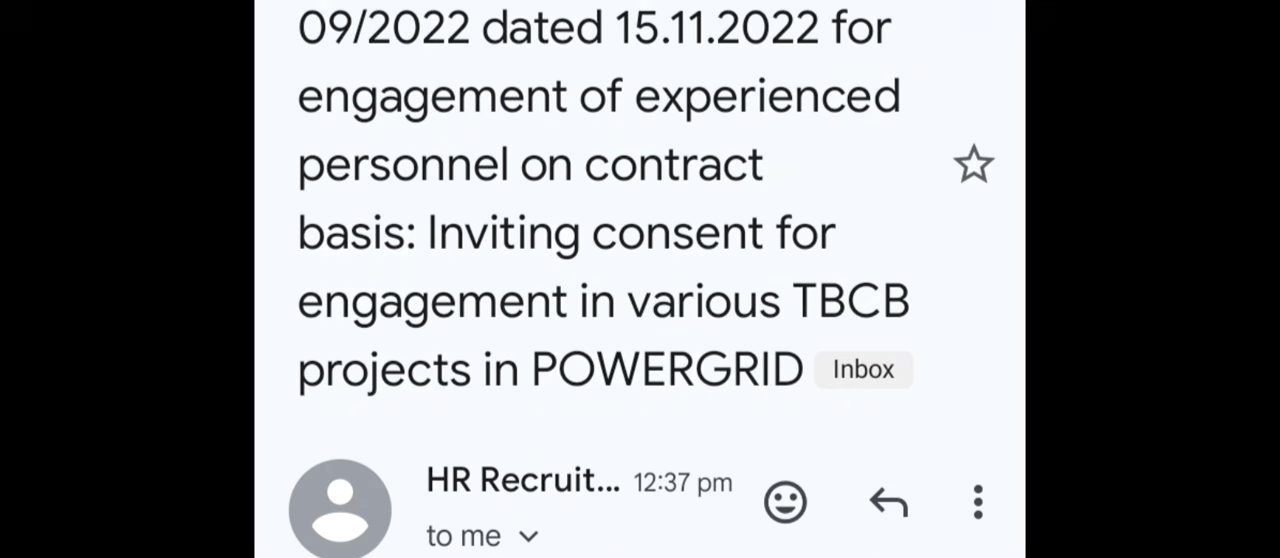 09/2022 dated 15.11.2022 for
engagement of experienced
personnel on contract
basis: Inviting consent for
engagement in various TBCB
projects in POWERGRID Inbox
HR Recruit... 12:37 pm
to me